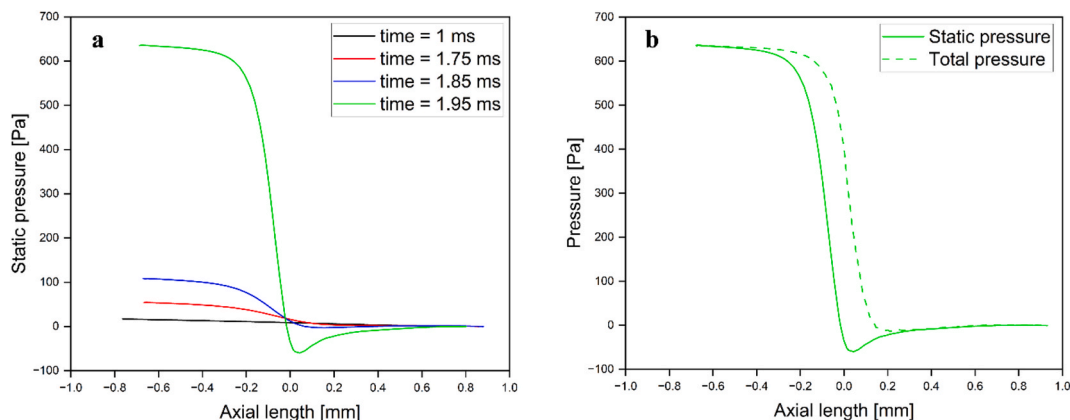 a
time = 1 ms
time = 1.75 ms
time = 1.85 ms
time = 1.95 ms
Static pressure [Pa]
700
600
500
400
300
200
100
0
−100
−1.0 −0.8 −0.6 −0.4 −0.2 0.0 0.2 0.4 0.6 0.8 1.0
Axial length [mm]
b
Static pressure
Total pressure
Pressure [Pa]
700
600
500
400
300
200
100
0
−100
−1.0 −0.8 −0.6 −0.4 −0.2 0.0 0.2 0.4 0.6 0.8 1.0
Axial length [mm]